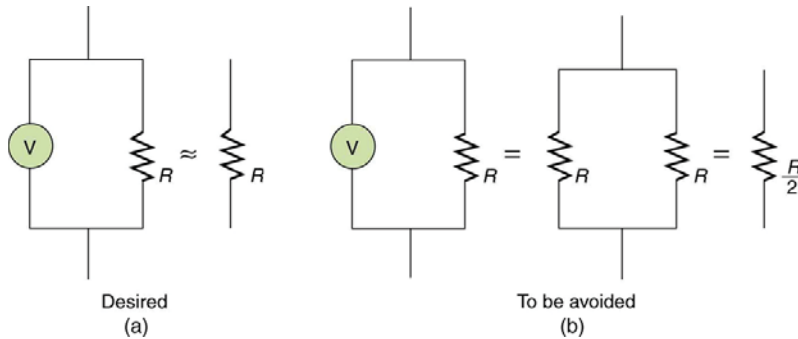 V R ≈ R
V R = R R = R/2
Desired
(a)
To be avoided
(b)